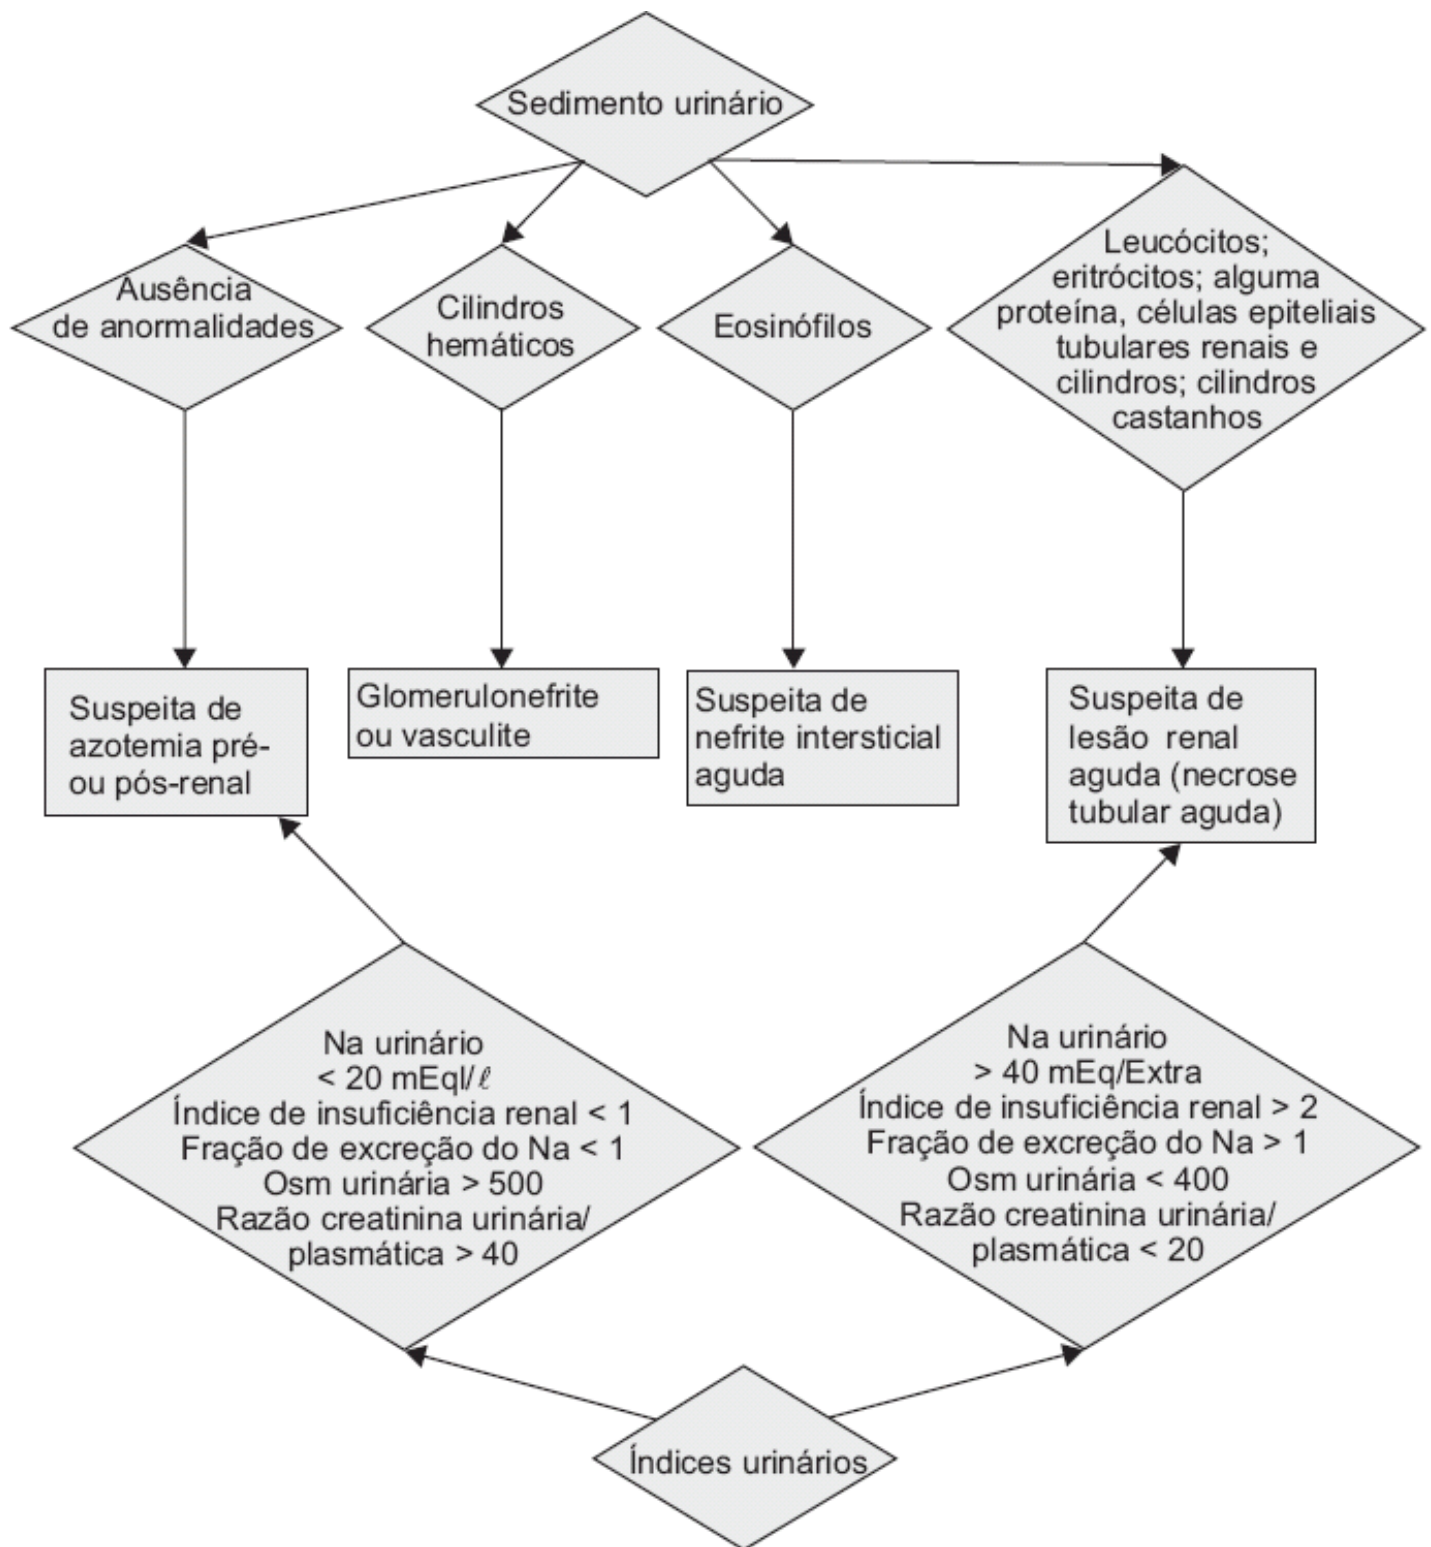 Sedimento urinário
Ausência
de anormalidades
Cilindros
hemáticos
Eosinófilos
Leucócitos;
eritrócitos; alguma
proteína, células epiteliais
tubulares renais e
cilindros; cilindros
castanhos
Suspeita de
azotemia pré-
ou pós-renal
Glomerulonefrite
ou vasculite
Suspeita de
nefrite intersticial
aguda
Suspeita de
lesão renal
aguda (necrose
tubular aguda)
Na urinário
< 20 mEql/ℓ
Índice de insuficiência renal < 1
Fração de excreção do Na < 1
Osm urinária > 500
Razão creatinina urinária/
plasmática > 40
Na urinário
> 40 mEq/Extra
Índice de insuficiência renal > 2
Fração de excreção do Na > 1
Osm urinária < 400
Razão creatinina urinária/
plasmática < 20
Índices urinários